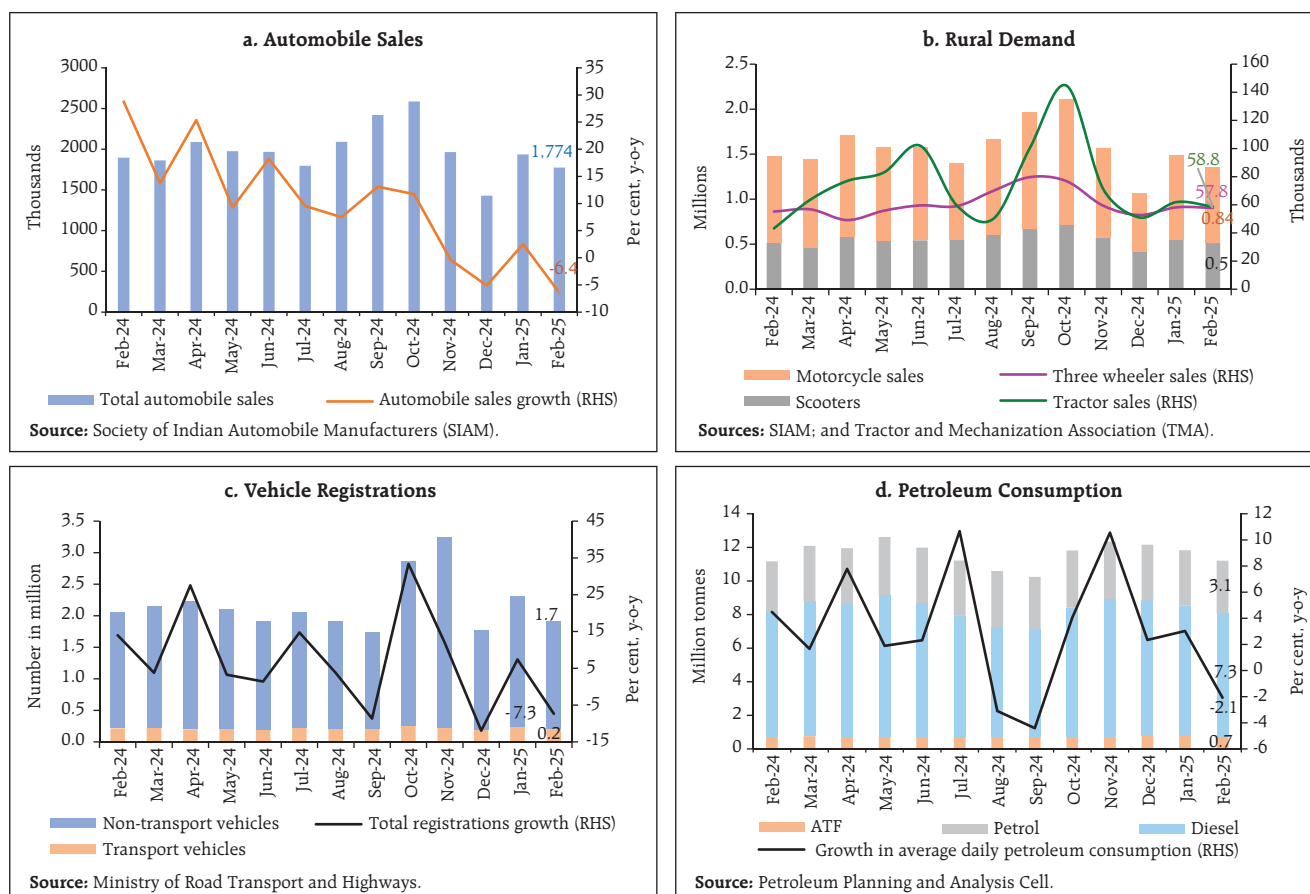 a. Automobile Sales
Thousands
3000
2500
2000
1500
1000
500
0
35
30
25
20
15
10
5
0
-5
-10
Per cent, y-o-y
1,774
-6.4
Feb-24
Mar-24
Apr-24
May-24
Jun-24
Jul-24
Aug-24
Sep-24
Oct-24
Nov-24
Dec-24
Jan-25
Feb-25
Total automobile sales
Automobile sales growth (RHS)
Source: Society of Indian Automobile Manufacturers (SIAM).
b. Rural Demand
Millions
2.5
2.0
1.5
1.0
0.5
0.0
160
140
120
100
80
60
40
20
0
Thousands
58.8
57.8
0.84
0.5
Feb-24
Mar-24
Apr-24
May-24
Jun-24
Jul-24
Aug-24
Sep-24
Oct-24
Nov-24
Dec-24
Jan-25
Feb-25
Motorcycle sales
Three wheeler sales (RHS)
Scooters
Tractor sales (RHS)
Sources: SIAM; and Tractor and Mechanization Association (TMA).
c. Vehicle Registrations
Number in million
3.5
3.0
2.5
2.0
1.5
1.0
0.5
0.0
45
35
25
15
5
-5
-15
Per cent, y-o-y
1.7
-7.3
0.2
Feb-24
Mar-24
Apr-24
May-24
Jun-24
Jul-24
Aug-24
Sep-24
Oct-24
Nov-24
Dec-24
Jan-25
Feb-25
Non-transport vehicles
Total registrations growth (RHS)
Transport vehicles
Source: Ministry of Road Transport and Highways.
d. Petroleum Consumption
Million tonnes
14
12
10
8
6
4
2
0
12
10
8
6
4
2
0
-2
-4
-6
Per cent, y-o-y
3.1
7.3
-2.1
0.7
Feb-24
Mar-24
Apr-24
May-24
Jun-24
Jul-24
Aug-24
Sep-24
Oct-24
Nov-24
Dec-24
Jan-25
Feb-25
ATF
Petrol
Diesel
Growth in average daily petroleum consumption (RHS)
Source: Petroleum Planning and Analysis Cell.